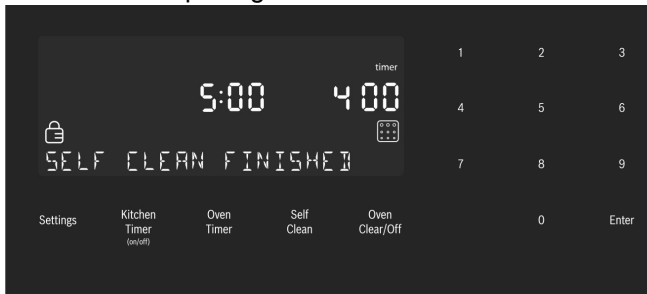 timer
5:00 400
SELF CLEAN FINISHED
1 2 3
4 5 6
7 8 9
0 Enter
Settings
Kitchen Timer (on/off)
Oven Timer
Self Clean
Oven Clear/Off